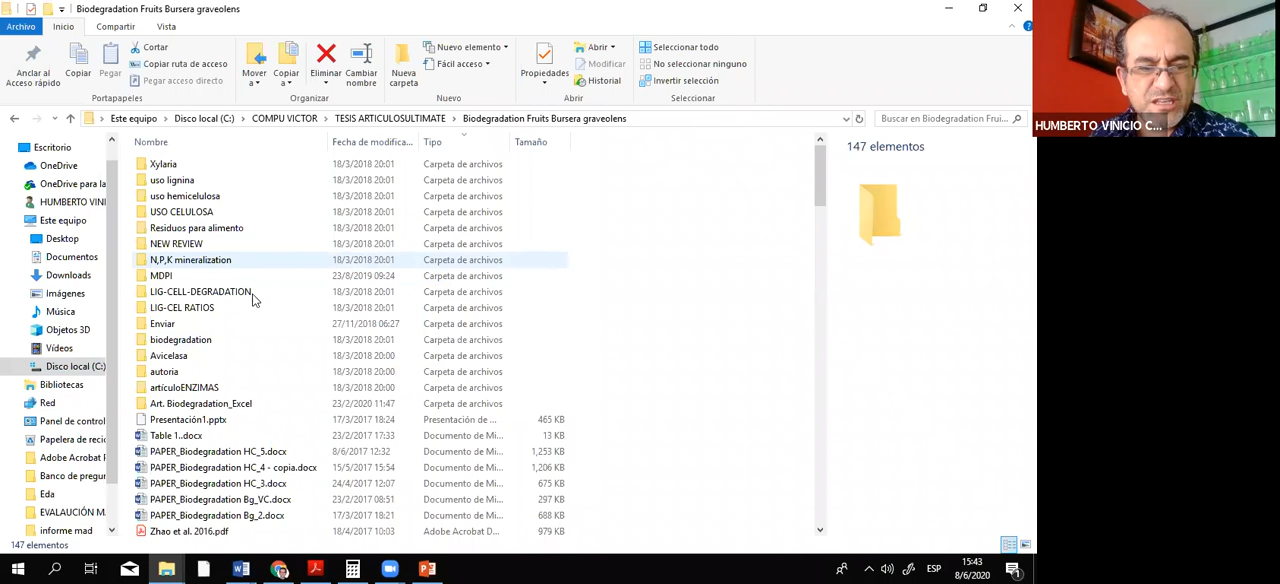 Biodegradation Fruits Bursera graveolens
Archivo Inicio Compartir Vista
Anclar al Acceso rápido
Copiar
Pegar
Cortar
Copiar ruta de acceso
Pegar acceso directo
Portapapeles
Mover a
Copiar a
Eliminar
Cambiar nombre
Organizar
Nueva carpeta
Nuevo elemento
Fácil acceso
Nuevo
Propiedades
Abrir
Modificar
Historial
Abrir
Seleccionar todo
No seleccionar ninguno
Invertir selección
Seleccionar
Este equipo Disco local (C:) COMPU VICTOR TESIS ARTICULOSULTIMATE Biodegradation Fruits Bursera graveolens
Buscar en Biodegradation Frui...
Escritorio
OneDrive
OneDrive para la
HUMBERTO VINI
Este equipo
Desktop
Documentos
Downloads
Imágenes
Música
Objetos 3D
Vídeos
Disco local (C:)
Bibliotecas
Red
Panel de control
Papelera de reci
Adobe Acrobat
Banco de pregu
Eda
EVALAUCIÓN M.
informe mad
Nombre Fecha de modifica... Tipo Tamaño
Xylaria 18/3/2018 20:01 Carpeta de archivos
uso lignina 18/3/2018 20:01 Carpeta de archivos
uso hemicelulosa 18/3/2018 20:01 Carpeta de archivos
USO CELULOSA 18/3/2018 20:01 Carpeta de archivos
Residuos para alimento 18/3/2018 20:01 Carpeta de archivos
NEW REVIEW 18/3/2018 20:01 Carpeta de archivos
N,P,K mineralization 18/3/2018 20:01 Carpeta de archivos
MDPI 23/8/2019 09:24 Carpeta de archivos
LIG-CELL-DEGRADATION 18/3/2018 20:01 Carpeta de archivos
LIG-CEL RATIOS 18/3/2018 20:01 Carpeta de archivos
Enviar 27/11/2018 06:27 Carpeta de archivos
biodegradation 18/3/2018 20:01 Carpeta de archivos
Avicelasa 18/3/2018 20:00 Carpeta de archivos
autoria 18/3/2018 20:00 Carpeta de archivos
artículoENZIMAS 18/3/2018 20:00 Carpeta de archivos
Art. Biodegradation_Excel 23/2/2020 11:47 Carpeta de archivos
Presentación1.pptx 17/3/2017 18:24 Presentación de ... 465 KB
Table 1..docx 23/2/2017 17:33 Documento de Mi... 13 KB
PAPER_Biodegradation HC_5.docx 8/6/2017 12:32 Documento de Mi... 1,253 KB
PAPER_Biodegradation HC_4 - copia.docx 15/5/2017 15:54 Documento de Mi... 1,206 KB
PAPER_Biodegradation HC_3.docx 24/4/2017 12:07 Documento de Mi... 675 KB
PAPER_Biodegradation Bg_VC.docx 23/2/2017 08:51 Documento de Mi... 297 KB
PAPER_Biodegradation Bg_2.docx 17/3/2017 18:21 Documento de Mi... 688 KB
Zhao et al. 2016.pdf 18/4/2017 10:03 Adobe Acrobat D... 979 KB
147 elementos
HUMBERTO VINICIO C...
147 elementos
ESP
15:43
8/6/2020